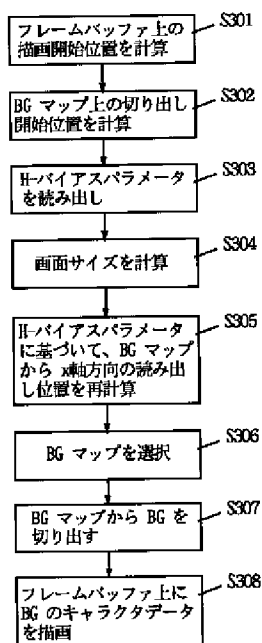 フレームバッファ上の
描画開始位置を計算
S301
BG マップ上の切り出し
開始位置を計算
S302
H-バイアスパラメータ
を読み出し
S303
画面サイズを計算
S304
H-バイアスパラメータ
に基づいて、BG マップ
から x軸方向の読み出
し位置を再計算
S305
BG マップを選択
S306
BG マップから BG を
切り出す
S307
フレームバッファ上に
BG のキャラクタデータ
を描画
S308